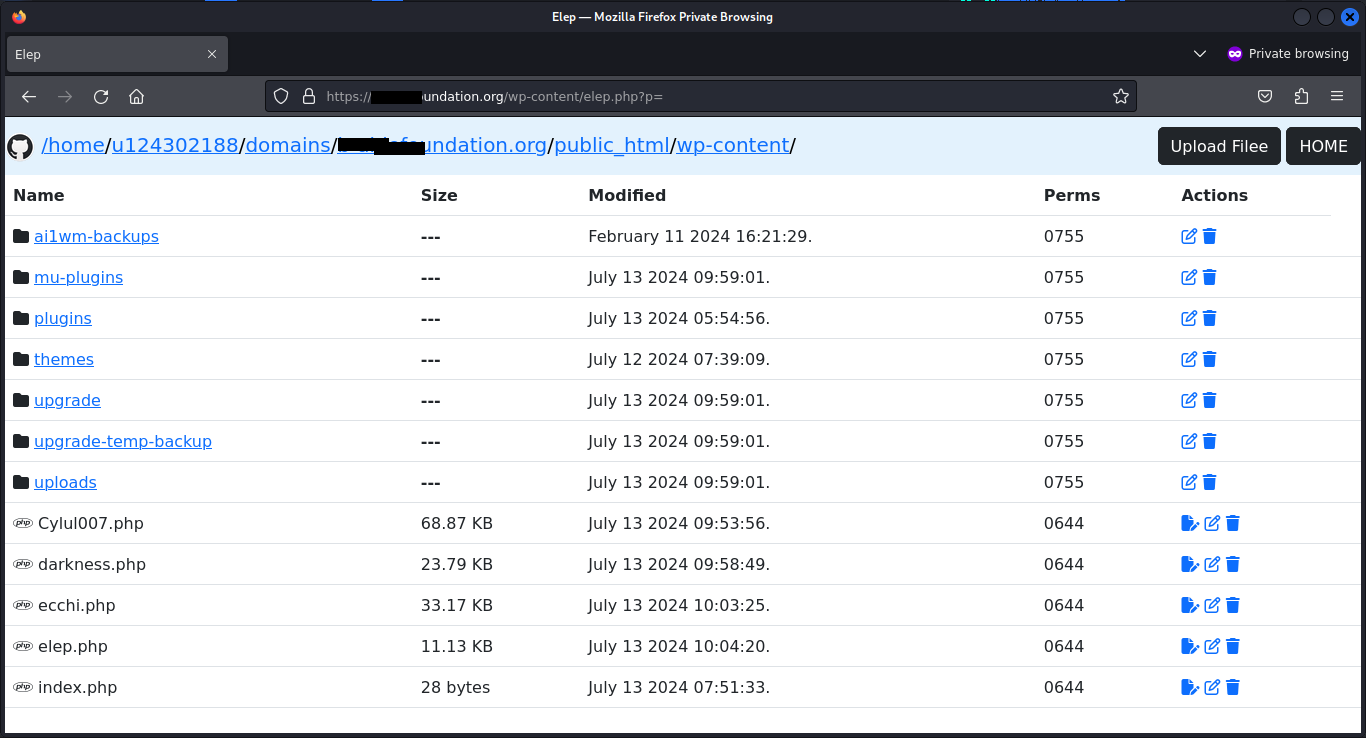 Elep — Mozilla Firefox Private Browsing
Elep
Private browsing
https://undation.org/wp-content/elep.php?p=
/home/u124302188/domains/undation.org/public_html/wp-content/
Upload Filee HOME
Name Size Modified Perms Actions
ai1wm-backups --- February 11 2024 16:21:29. 0755
mu-plugins --- July 13 2024 09:59:01. 0755
plugins --- July 13 2024 05:54:56. 0755
themes --- July 12 2024 07:39:09. 0755
upgrade --- July 13 2024 09:59:01. 0755
upgrade-temp-backup --- July 13 2024 09:59:01. 0755
uploads --- July 13 2024 09:59:01. 0755
php Cylul007.php 68.87 KB July 13 2024 09:53:56. 0644
php darkness.php 23.79 KB July 13 2024 09:58:49. 0644
php ecchi.php 33.17 KB July 13 2024 10:03:25. 0644
php elep.php 11.13 KB July 13 2024 10:04:20. 0644
php index.php 28 bytes July 13 2024 07:51:33. 0644